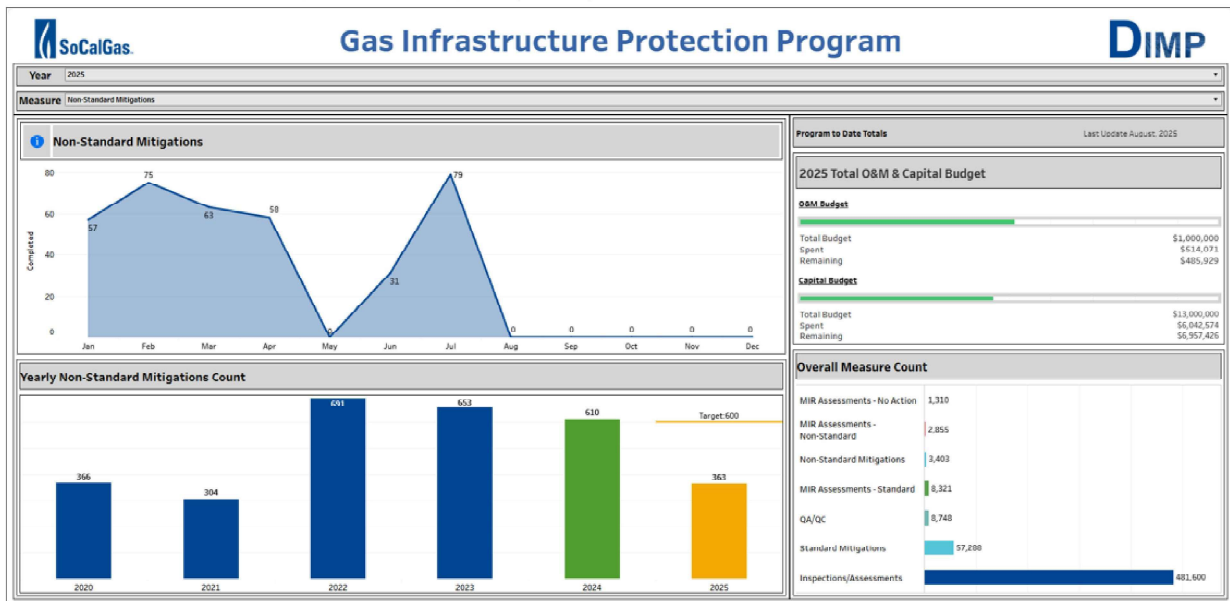 SoCalGas.
Gas Infrastructure Protection Program
DIMP
Year 2025
Measure Non-Standard Mitigations
Non-Standard Mitigations
80
60
40
20
0
Completed
57
75
63
58
0
31
79
0
0
0
0
0
Jan Feb Mar Apr May Jun Jul Aug Sep Oct Nov Dec
Yearly Non-Standard Mitigations Count
366
304
691
653
610
Target:600
363
2020 2021 2022 2023 2024 2025
Program to Date Totals Last Update August, 2025
2025 Total O&M & Capital Budget
O&M Budget
Total Budget $1,000,000
Spent $514,071
Remaining $485,929
Capital Budget
Total Budget $13,000,000
Spent $6,042,574
Remaining $6,957,426
Overall Measure Count
MIR Assessments - No Action 1,310
MIR Assessments -
Non-Standard 2,855
Non-Standard Mitigations 3,403
MIR Assessments - Standard 8,321
QA/QC 8,748
Standard Mitigations
Inspections/Assessments 481,600